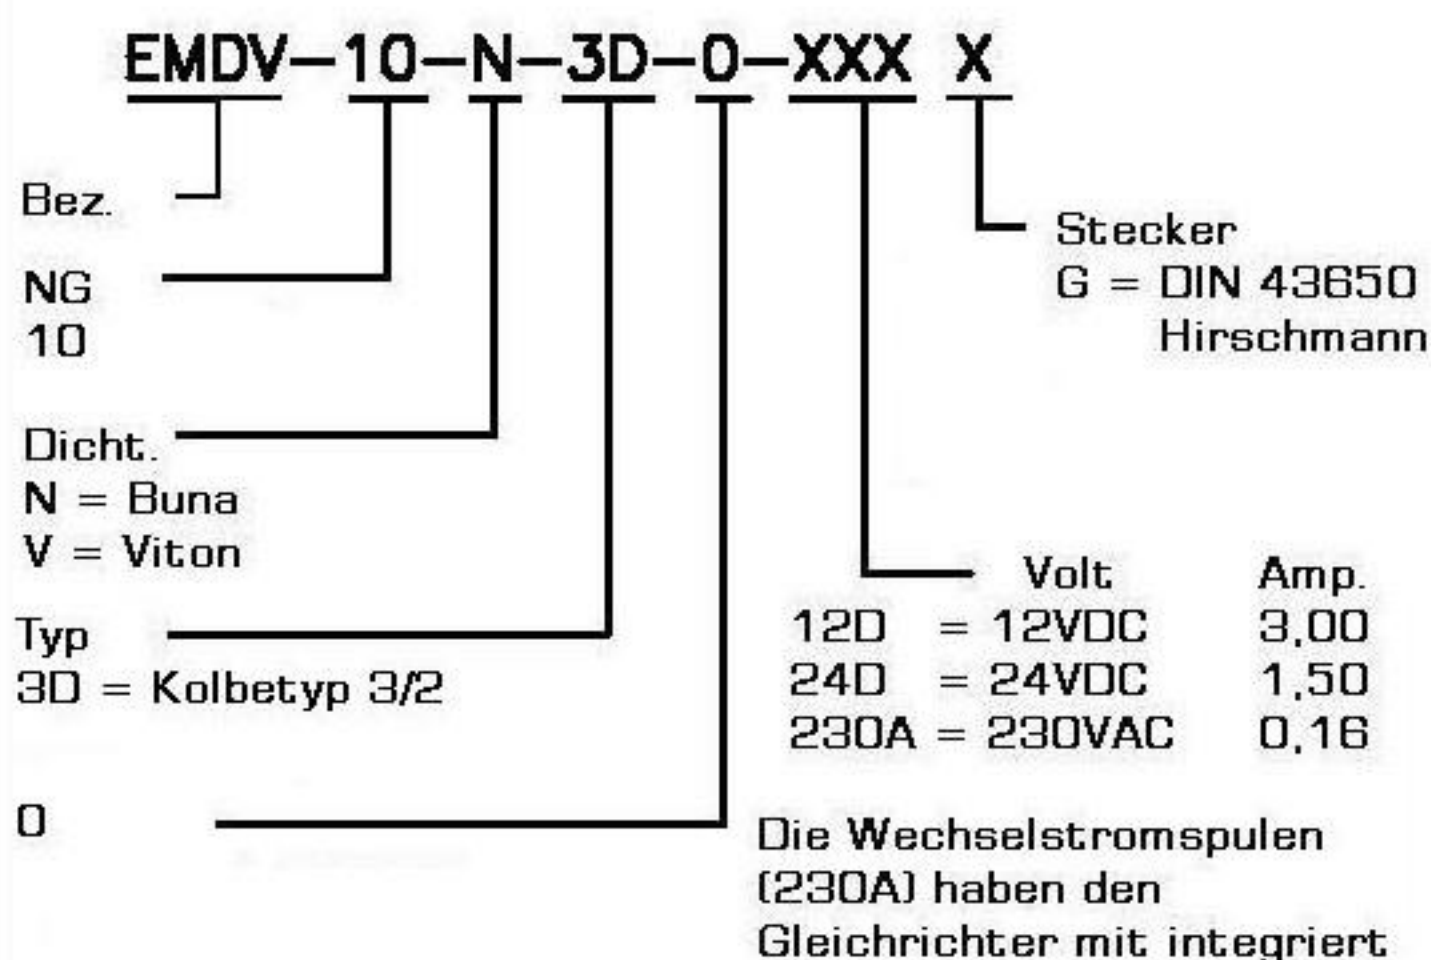 EMDV-10-N-3D-0-XXX X
Bez.
NG
10
Dicht.
N = Buna
V = Viton
Typ
3D = Kolbetyp 3/2
0
Stecker
G = DIN 43650
Hirschmann
Volt Amp.
12D = 12VDC 3,00
24D = 24VDC 1,50
230A = 230VAC 0,16
Die Wechselstromspulen
(230A) haben den
Gleichrichter mit integriert